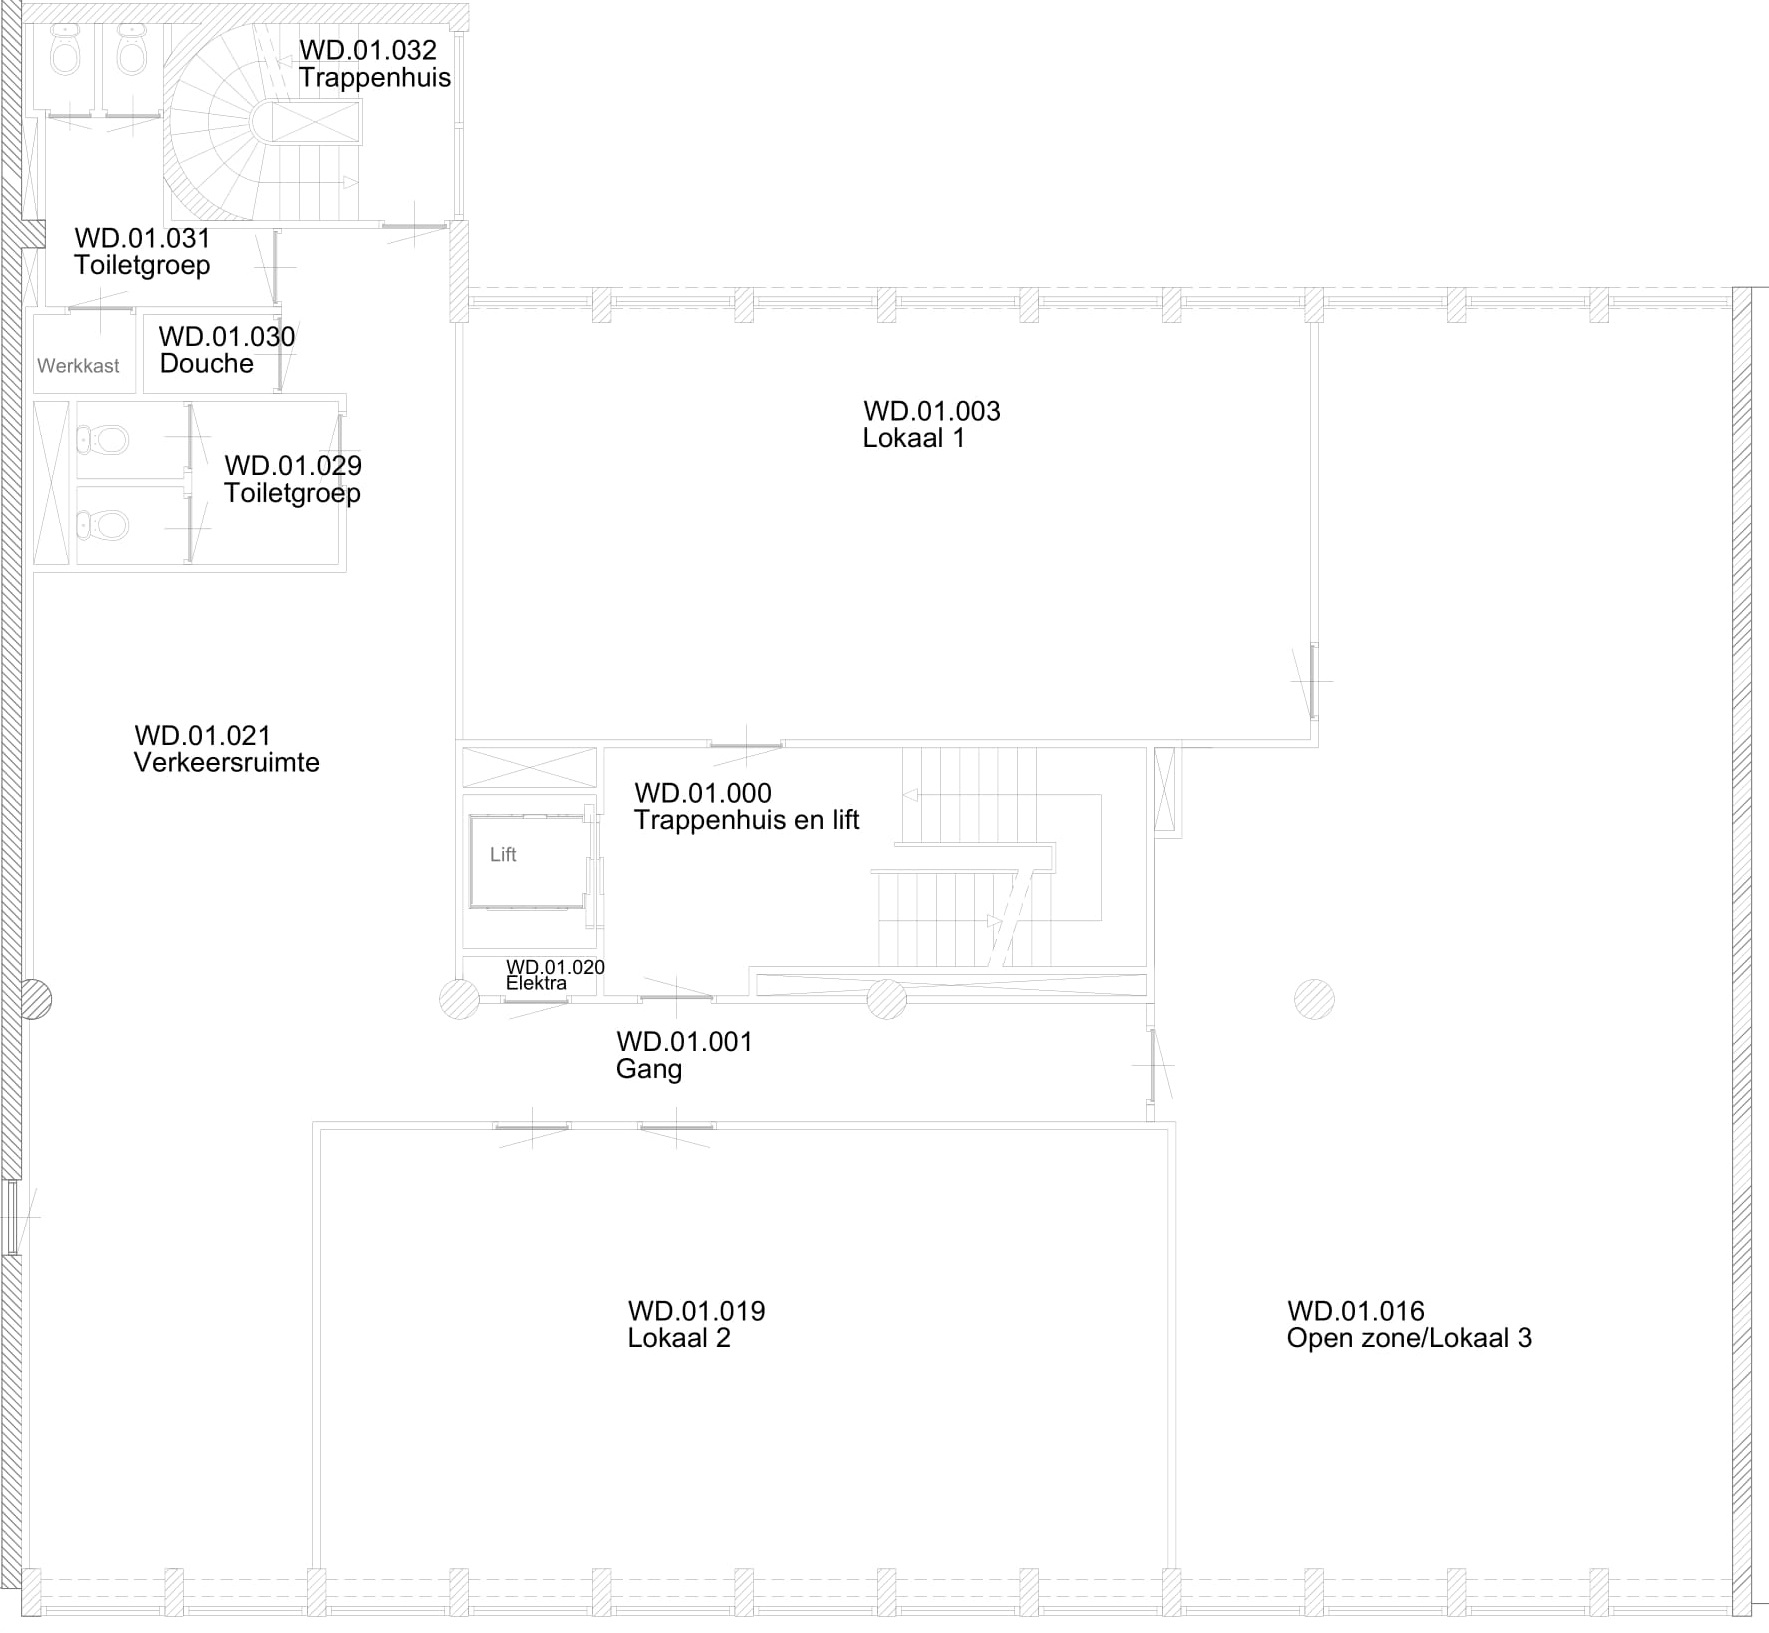 WD.01.032
Trappenhuis
WD.01.031
Toiletgroep
WD.01.030
Douche
Werkkast
WD.01.003
Lokaal 1
WD.01.029
Toiletgroep
WD.01.021
Verkeersruimte
WD.01.000
Trappenhuis en lift
Lift
WD.01.020
Elektra
WD.01.001
Gang
WD.01.019
Lokaal 2
WD.01.016
Open zone/Lokaal 3